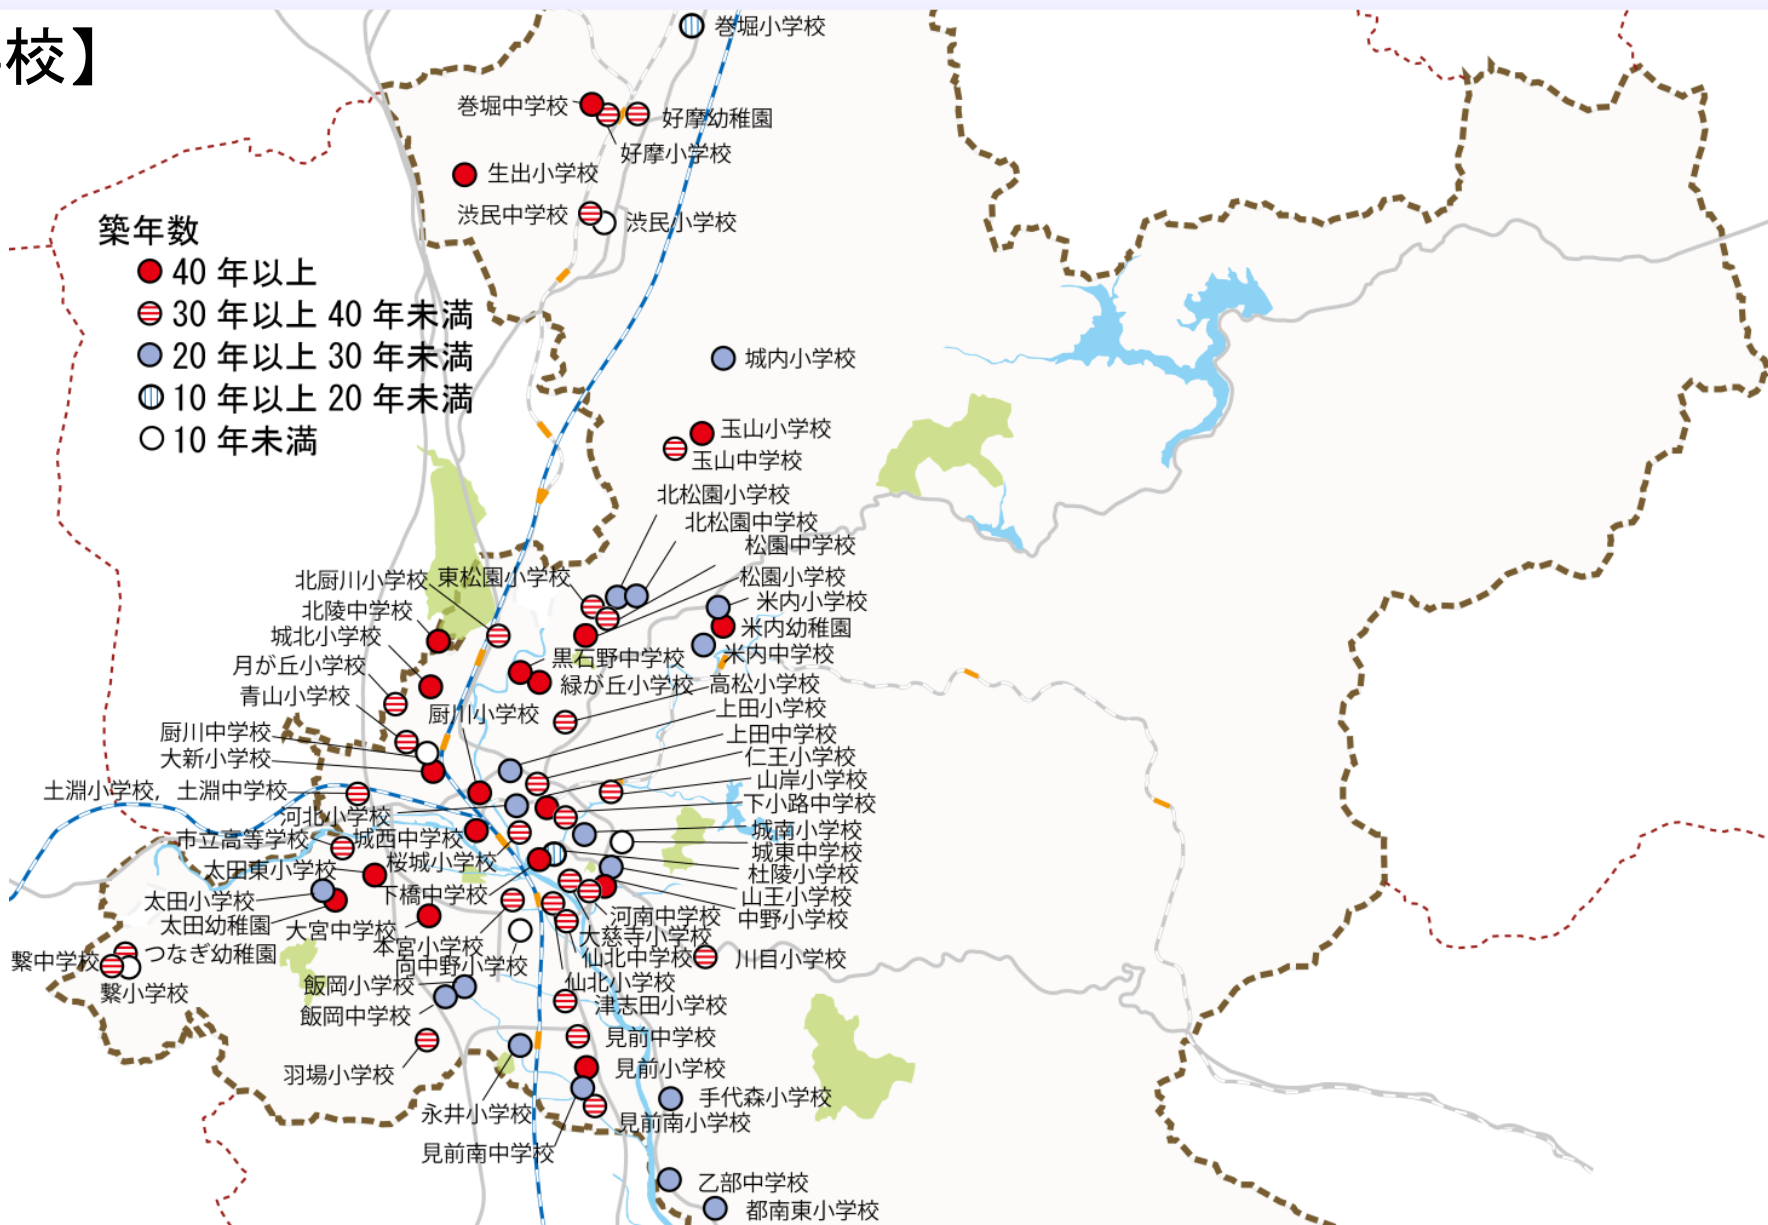 校】
巻堀小学校
巻堀中学校
好摩幼稚園
好摩小学校
生出小学校
渋民中学校
渋民小学校
築年数
40 年以上
30 年以上 40 年未満
20 年以上 30 年未満
10 年以上 20 年未満
10 年未満
城内小学校
玉山小学校
玉山中学校
北松園小学校
北松園中学校
松園中学校
北厨川小学校
東松園小学校
松園小学校
米内小学校
北陵中学校
米内幼稚園
城北小学校
米内中学校
月が丘小学校
黒石野中学校
緑が丘小学校
高松小学校
青山小学校
厨川小学校
上田小学校
厨川中学校
上田中学校
大新小学校
仁王小学校
山岸小学校
土淵小学校，土淵中学校
下小路中学校
河北小学校
城南小学校
市立高等学校
城西中学校
城東中学校
桜城小学校
太田東小学校
杜陵小学校
下橋中学校
山王小学校
太田小学校
中野小学校
河南中学校
太田幼稚園
大宮中学校
大慈寺小学校
本宮小学校
つなぎ幼稚園
仙北中学校
川目小学校
繋中学校
向中野小学校
仙北小学校
飯岡小学校
繋小学校
津志田小学校
飯岡中学校
見前中学校
見前小学校
羽場小学校
手代森小学校
永井小学校
見前南小学校
見前南中学校
乙部中学校
都南東小学校